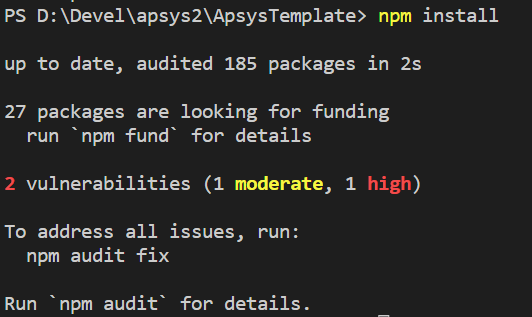 PS D:\Devel\apsys2\ApsysTemplate> npm install
up to date, audited 185 packages in 2s
27 packages are looking for funding
run `npm fund` for details
2 vulnerabilities (1 moderate, 1 high)
To address all issues, run:
npm audit fix
Run `npm audit` for details.